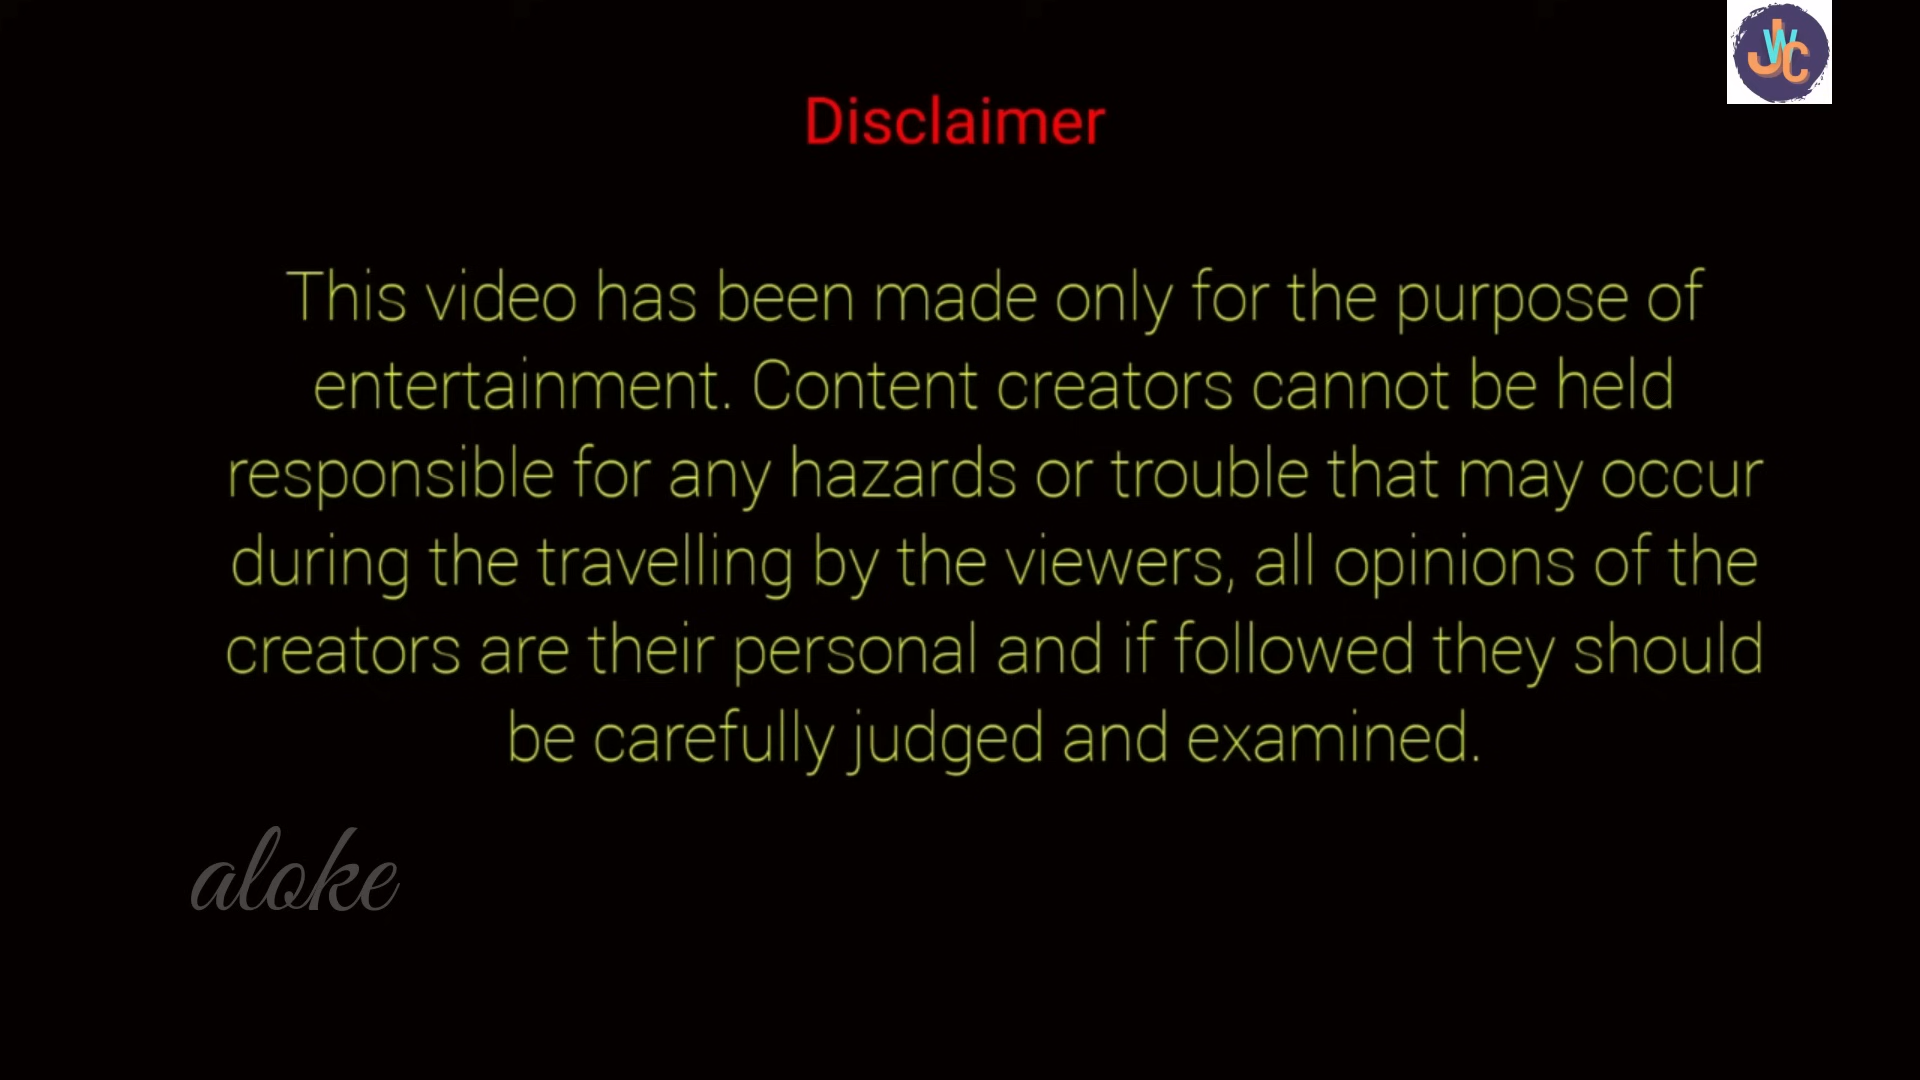 JWC
Disclaimer
This video has been made only for the purpose of
entertainment. Content creators cannot be held
responsible for any hazards or trouble that may occur
during the travelling by the viewers, all opinions of the
creators are their personal and if followed they should
be carefully judged and examined.
aloke